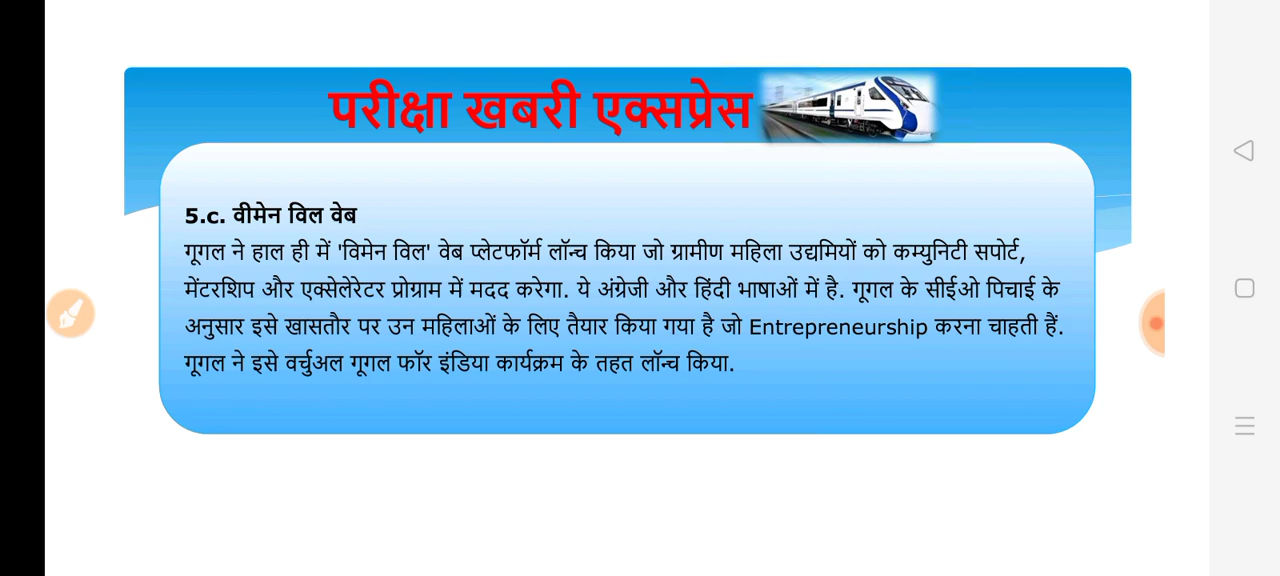 परीक्षा खबरी एक्सप्रेस
5.c. वीमेन विल वेब
गूगल ने हाल ही में 'विमेन विल' वेब प्लेटफॉर्म लॉन्च किया जो ग्रामीण महिला उद्यमियों को कम्युनिटी सपोर्ट,
मेंटरशिप और एक्सेलेरेटर प्रोग्राम में मदद करेगा. ये अंग्रेजी और हिंदी भाषाओं में है. गूगल के सीईओ पिचाई के
अनुसार इसे खासतौर पर उन महिलाओं के लिए तैयार किया गया है जो Entrepreneurship करना चाहती हैं.
गूगल ने इसे वर्चुअल गूगल फॉर इंडिया कार्यक्रम के तहत लॉन्च किया.